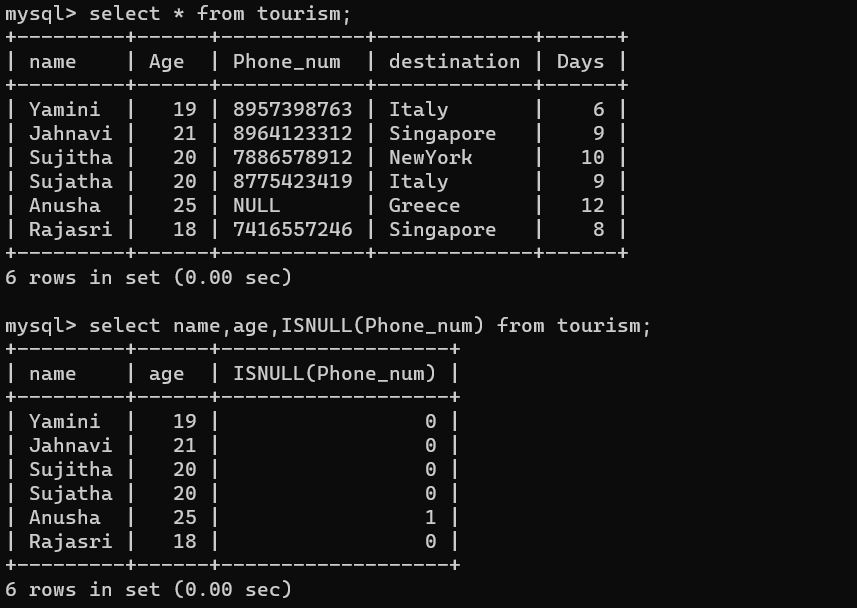 mysql> select * from tourism;
+---------+------+------------+-------------+------+
| name    | Age  | Phone_num  | destination | Days |
+---------+------+------------+-------------+------+
| Yamini  |   19 | 8957398763 | Italy       |    6 |
| Jahnavi |   21 | 8964123312 | Singapore   |    9 |
| Sujitha |   20 | 7886578912 | NewYork     |   10 |
| Sujatha |   20 | 8775423419 | Italy       |    9 |
| Anusha  |   25 | NULL       | Greece      |   12 |
| Rajasri |   18 | 7416557246 | Singapore   |    8 |
+---------+------+------------+-------------+------+
6 rows in set (0.00 sec)

mysql> select name,age,ISNULL(Phone_num) from tourism;
+---------+------+-------------------+
| name    | age  | ISNULL(Phone_num) |
+---------+------+-------------------+
| Yamini  |   19 |                 0 |
| Jahnavi |   21 |                 0 |
| Sujitha |   20 |                 0 |
| Sujatha |   20 |                 0 |
| Anusha  |   25 |                 1 |
| Rajasri |   18 |                 0 |
+---------+------+-------------------+
6 rows in set (0.00 sec)